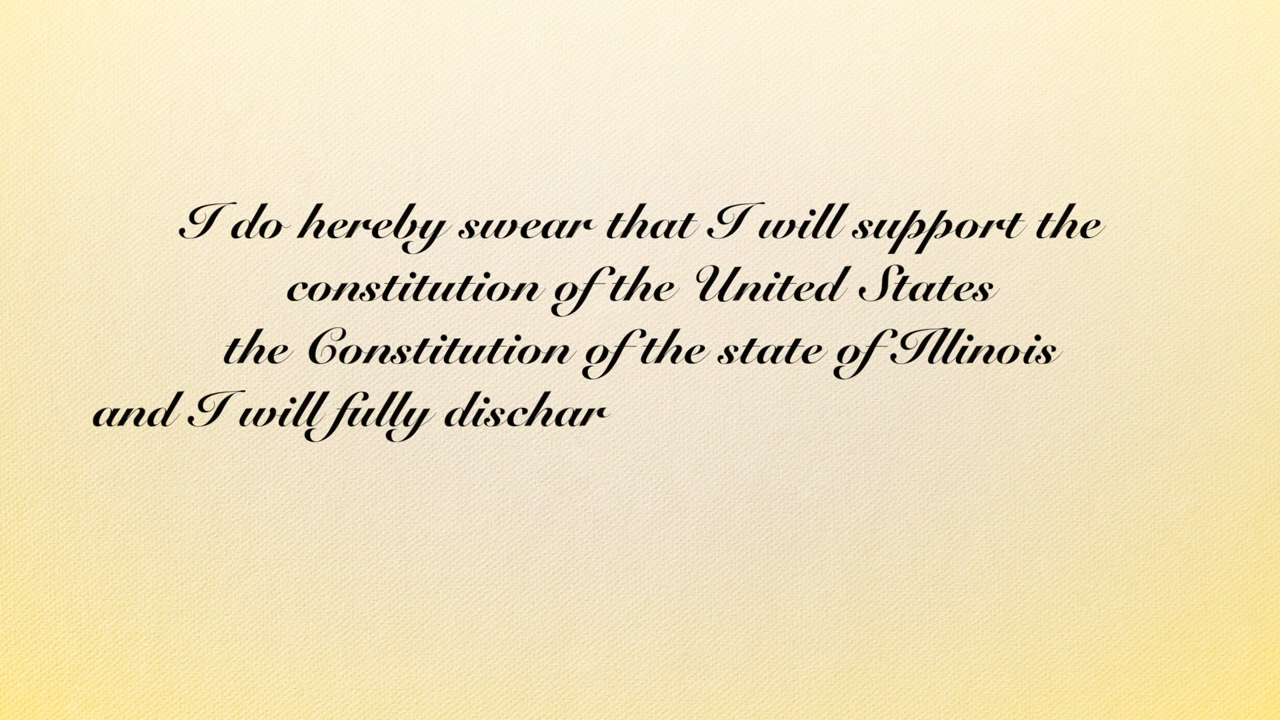 I do hereby swear that I will support the
constitution of the United States
the Constitution of the state of Illinois
and I will fully dischar